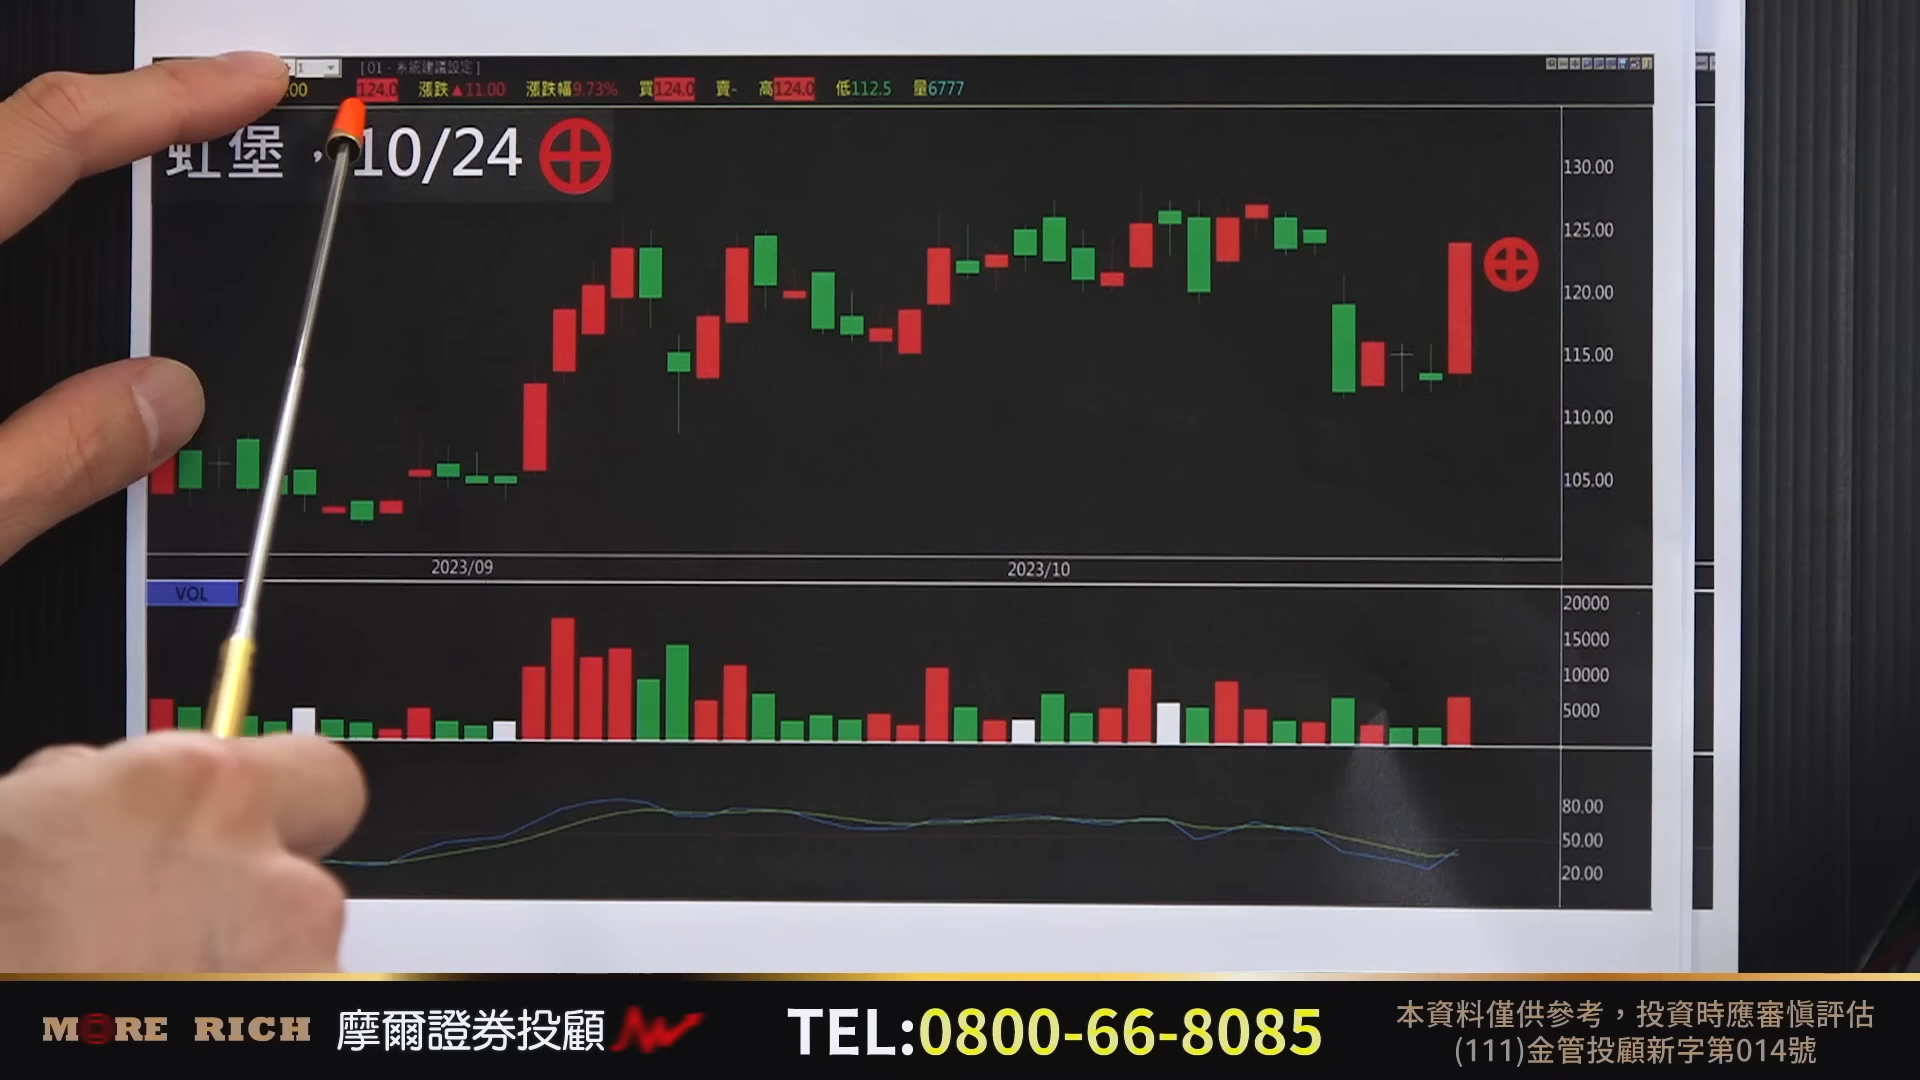 1 [01-系統建議設定]
.00 124.0 漲跌▲11.00 漲跌幅9.73% 買124.0 賣- 高124.0 低112.5 量6777
虹堡，10/24
130.00
125.00
120.00
115.00
110.00
105.00
2023/09 2023/10
VOL
20000
15000
10000
5000
80.00
50.00
20.00
MORE RICH 摩爾證券投顧
TEL:0800-66-8085
本資料僅供參考，投資時應審慎評估
(111)金管投顧新字第014號